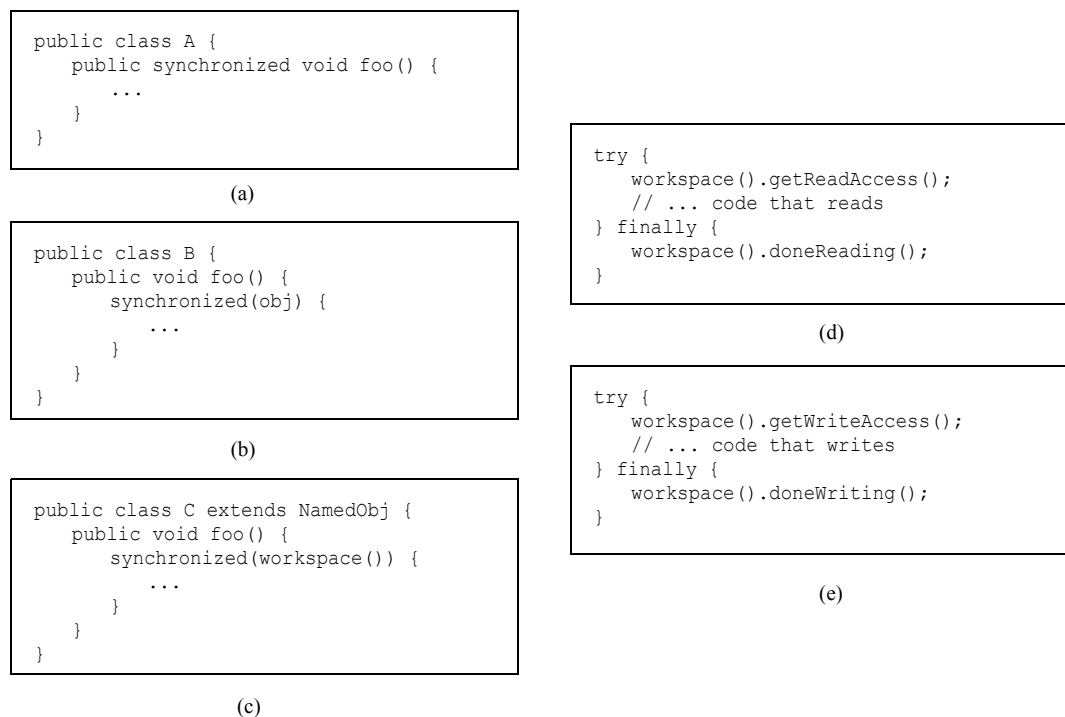 public class A {
public synchronized void foo() {
...
}
}
(a)
public class B {
public void foo() {
synchronized(obj) {
...
}
}
}
(b)
public class C extends NamedObj {
public void foo() {
synchronized(workspace()) {
...
}
}
}
(c)
try {
workspace().getReadAccess();
// ... code that reads
} finally {
workspace().doneReading();
}
(d)
try {
workspace().getWriteAccess();
// ... code that writes
} finally {
workspace().doneWriting();
}
(e)